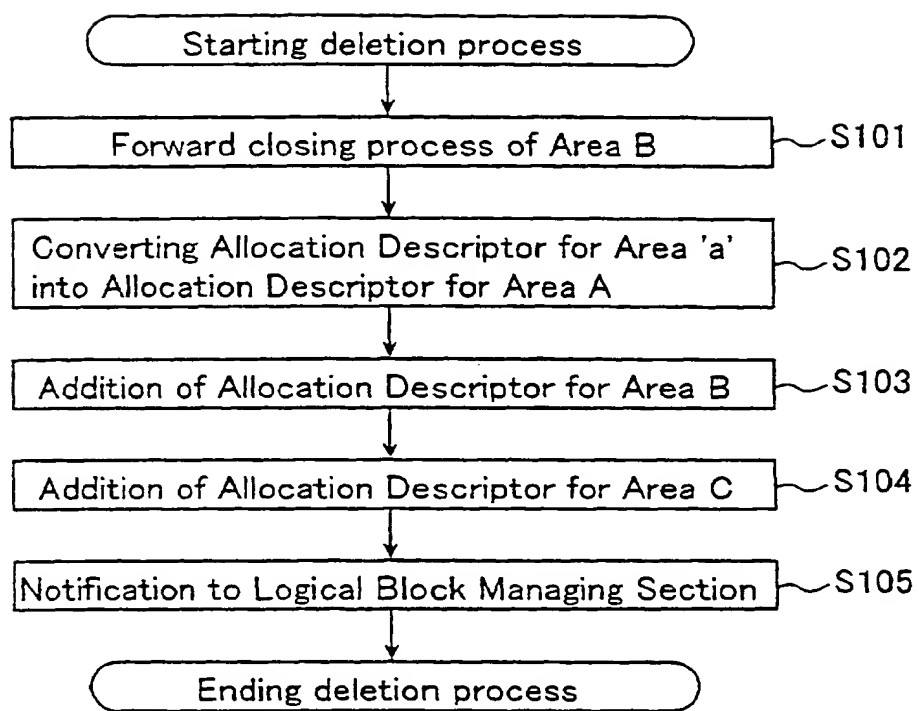 Starting deletion process
Forward closing process of Area B
S101
Converting Allocation Descriptor for Area 'a'
into Allocation Descriptor for Area A
S102
Addition of Allocation Descriptor for Area B
S103
Addition of Allocation Descriptor for Area C
S104
Notification to Logical Block Managing Section
S105
Ending deletion process